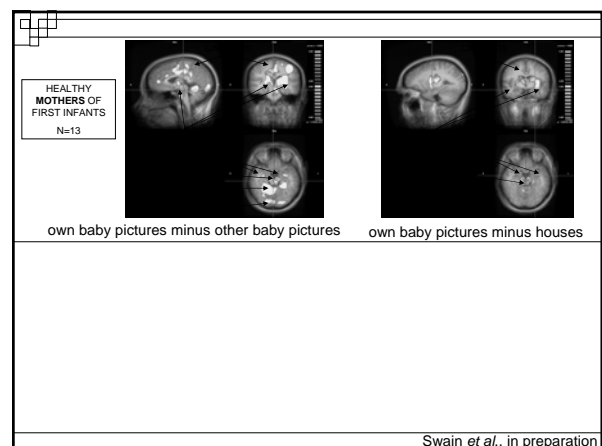 HEALTHY
MOTHERS OF
FIRST INFANTS
N=13
own baby pictures minus other baby pictures
own baby pictures minus houses
Swain et al., in preparation